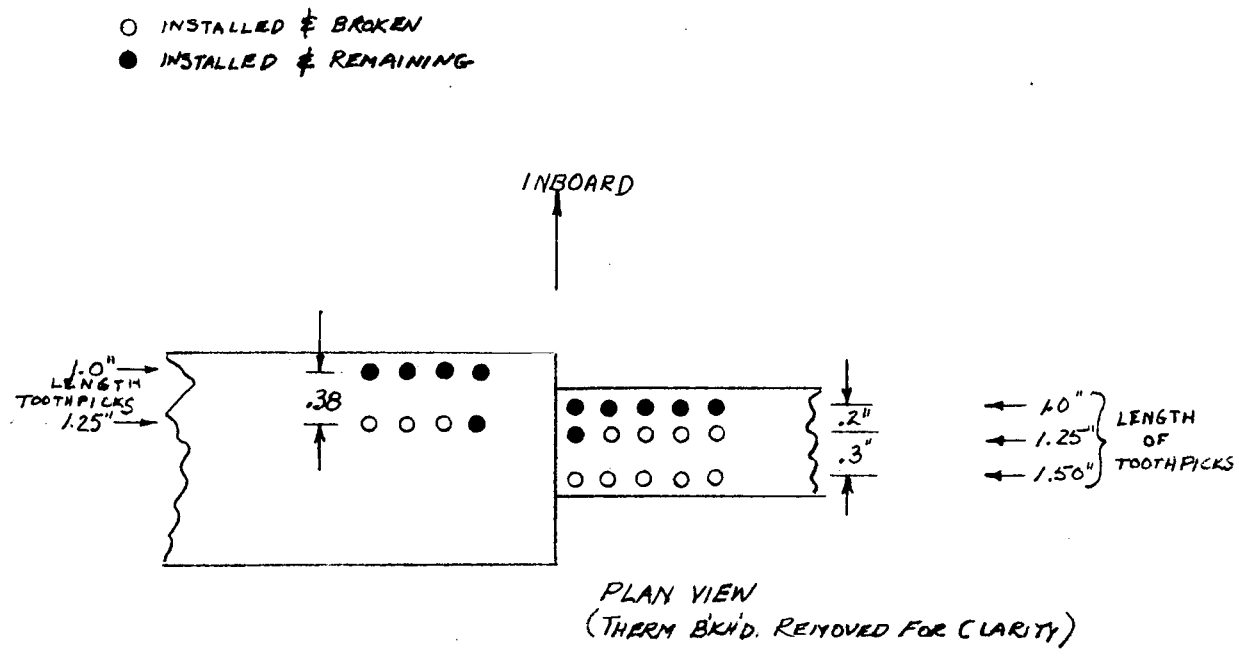 INSTALLED & BROKEN
INSTALLED & REMAINING
INBOARD
1.0"
LENGTH
TOOTHPICKS
1.25"
.38
.2"
.3"
1.0"
1.25"
1.50"
LENGTH
OF
TOOTHPICKS
PLAN VIEW
(THERM B'KH'D. REMOVED FOR CLARITY)